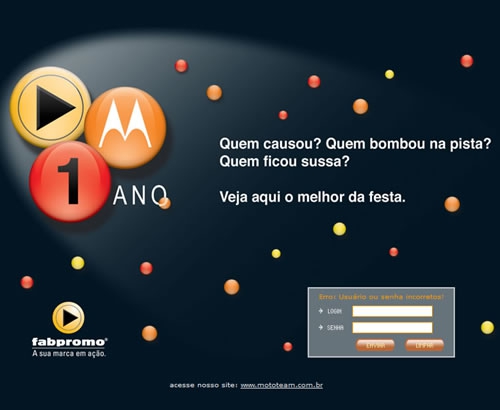 1 ANO
Quem causou? Quem bombou na pista?
Quem ficou sussa?
Veja aqui o melhor da festa.
Erro: Usuário ou senha incorretos!
LOGIN
SENHA
ENVIAR LIMPAR
fabpromo®
A sua marca em ação.
acesse nosso site: www.mototeam.com.br